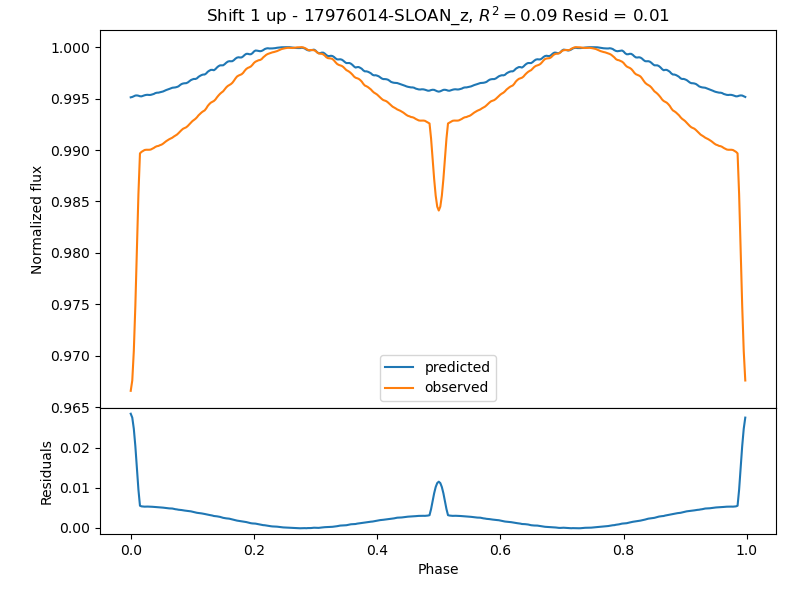 Shift 1 up - 17976014-SLOAN_z, R² = 0.09 Resid = 0.01
1.000
0.995
0.990
0.985
0.980
0.975
0.970
0.965
Normalized flux
predicted
observed
0.02
0.01
0.00
Residuals
0.0 0.2 0.4 0.6 0.8 1.0
Phase